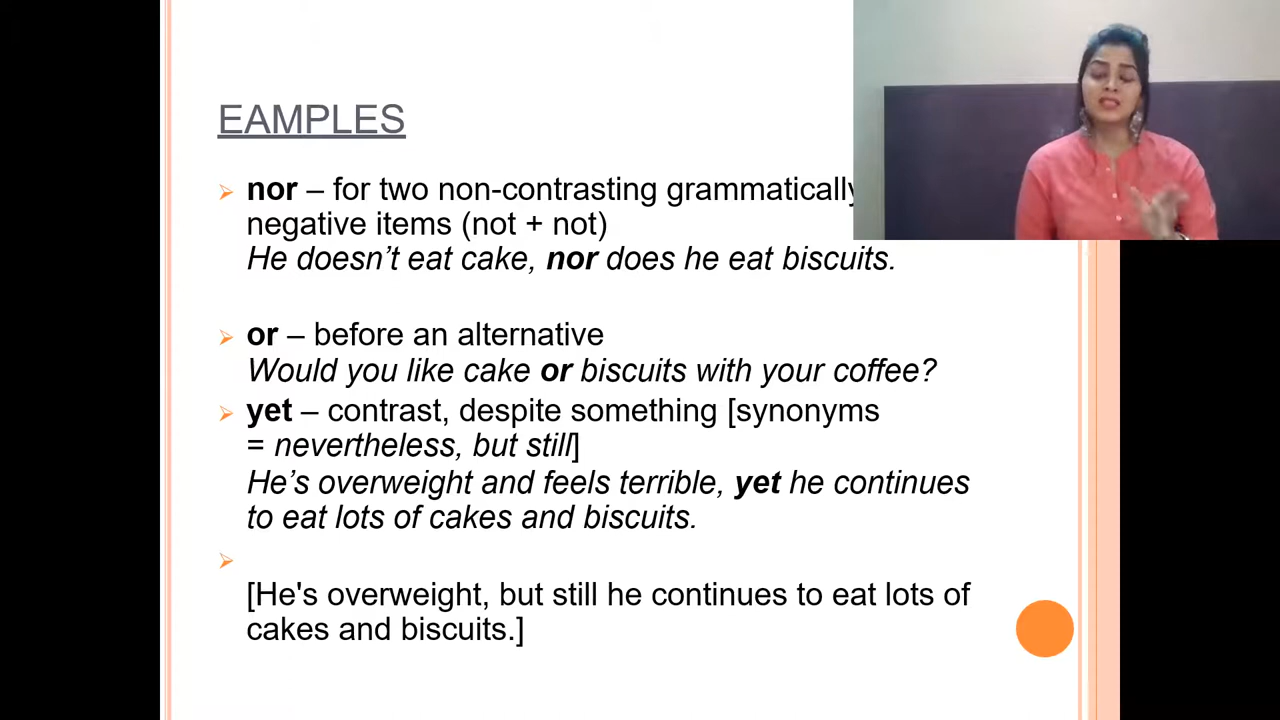 EAMPLES
nor – for two non-contrasting grammatically
negative items (not + not)
He doesn’t eat cake, nor does he eat biscuits.
or – before an alternative
Would you like cake or biscuits with your coffee?
yet – contrast, despite something [synonyms
= nevertheless, but still]
He’s overweight and feels terrible, yet he continues
to eat lots of cakes and biscuits.
[He's overweight, but still he continues to eat lots of
cakes and biscuits.]